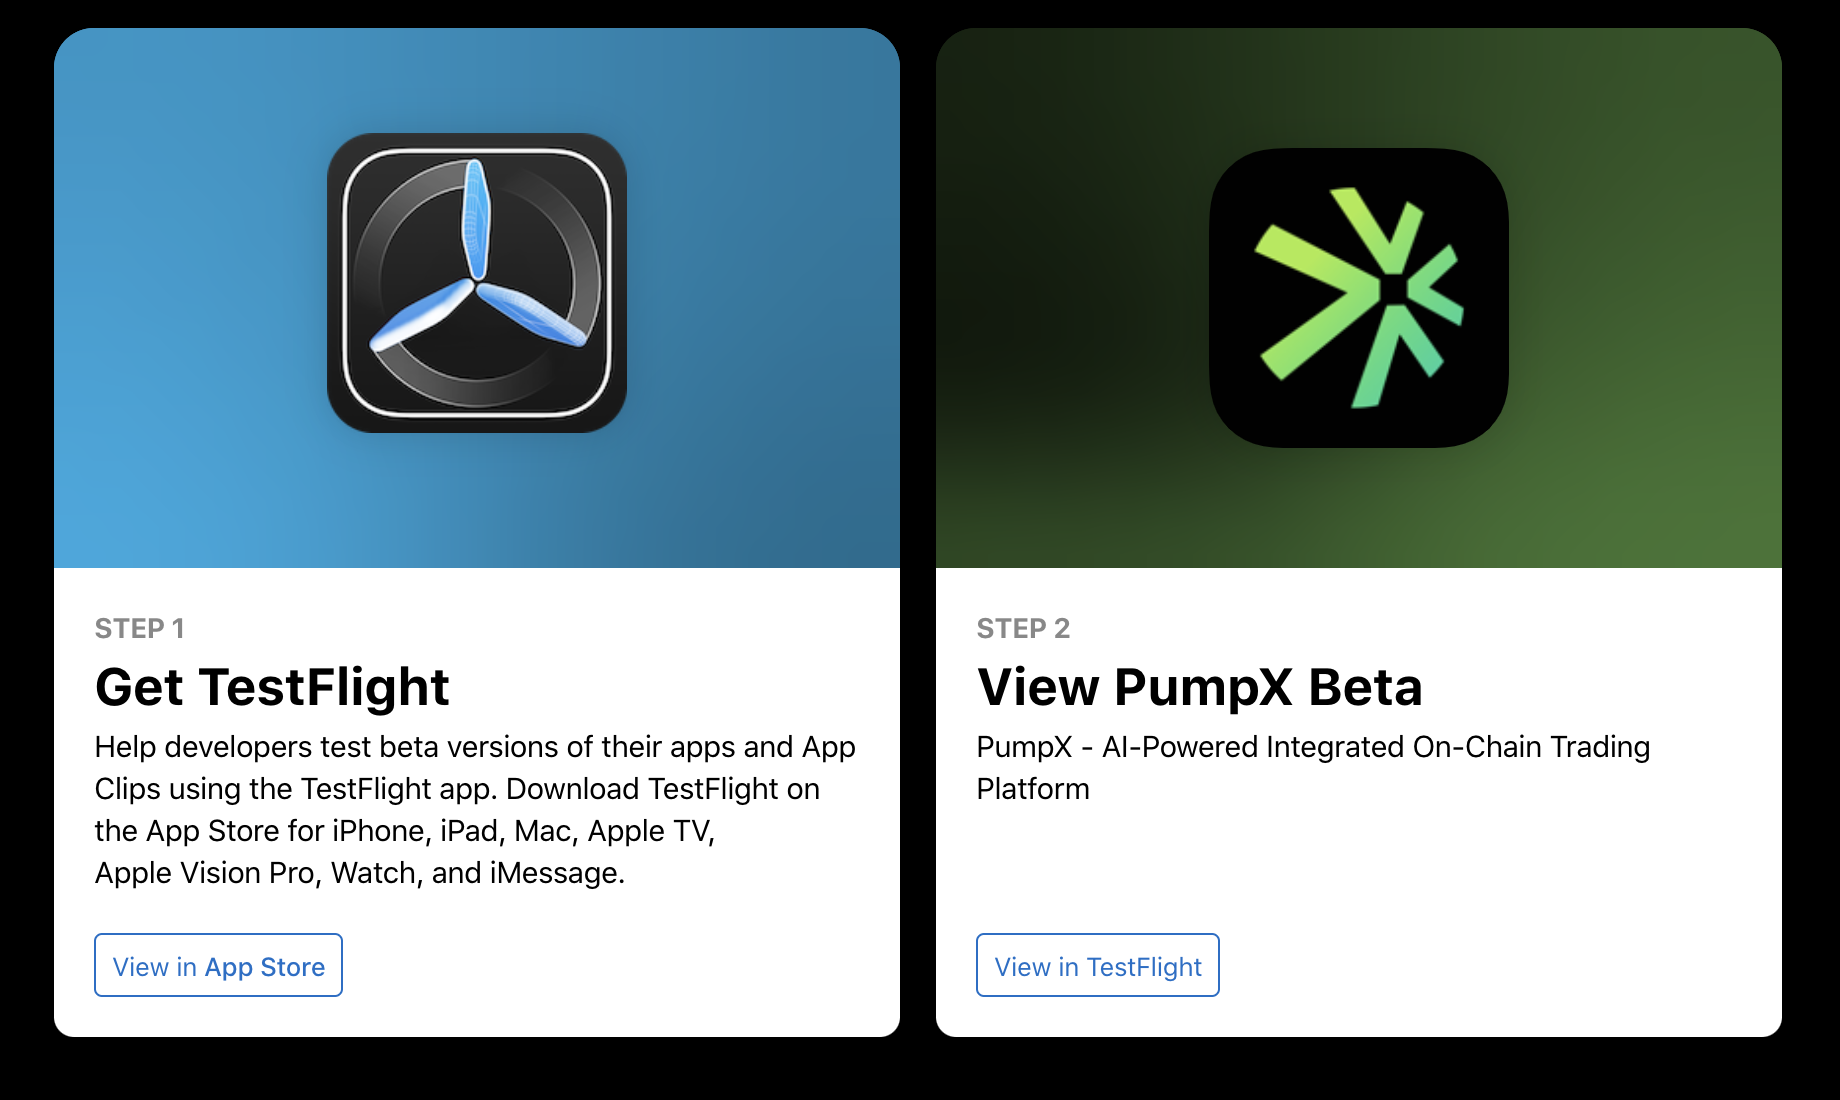 STEP 1
Get TestFlight
Help developers test beta versions of their apps and App
Clips using the TestFlight app. Download TestFlight on
the App Store for iPhone, iPad, Mac, Apple TV,
Apple Vision Pro, Watch, and iMessage.
View in App Store
STEP 2
View PumpX Beta
PumpX - AI-Powered Integrated On-Chain Trading
Platform
View in TestFlight